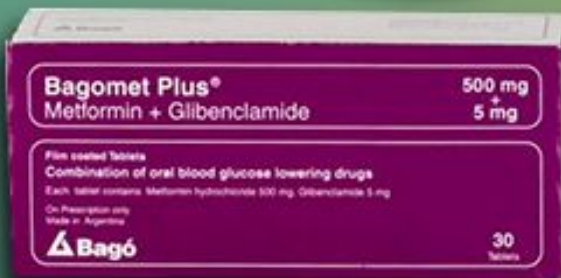 Bagomet Plus®
Metformin + Glibenclamide
500 mg
+
5 mg
Film coated Tablets
Combination of oral blood glucose lowering drugs
Each tablet contains: Metformin hydrochloride 500 mg. Glibenclamide 5 mg
On Prescription only
Made in Argentina
Bagó
30
Tablets